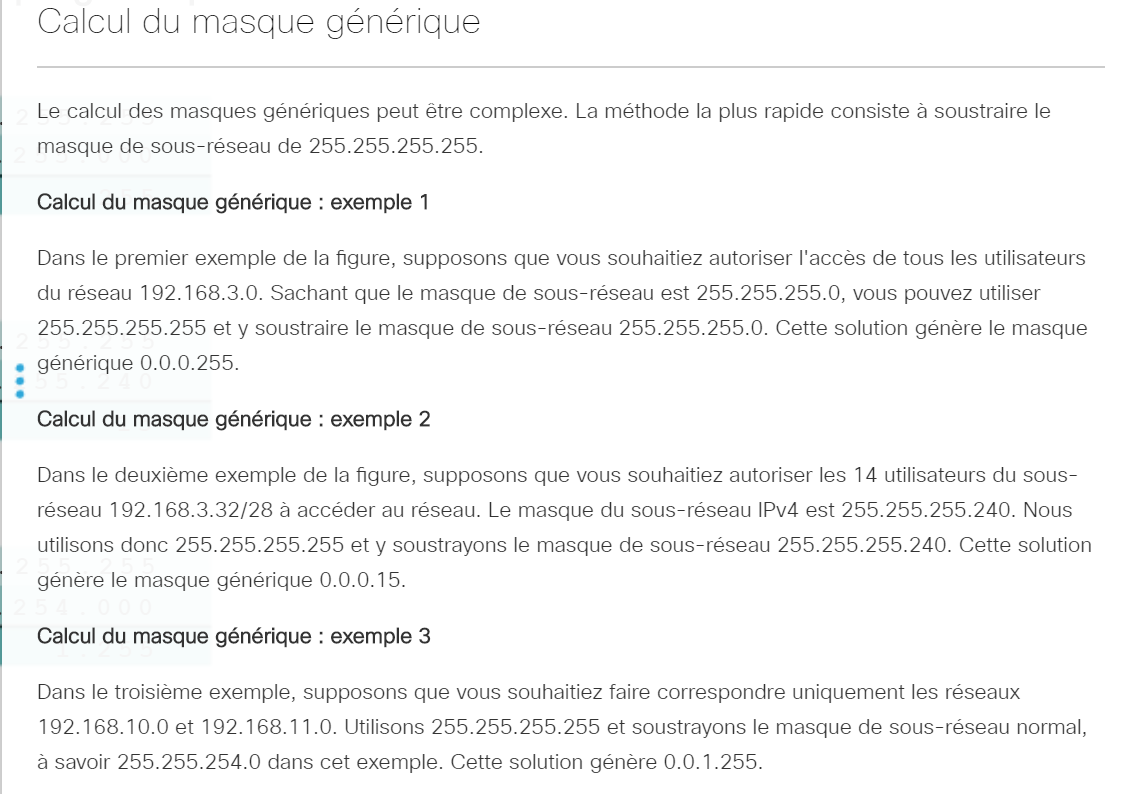 Calcul du masque générique
Le calcul des masques génériques peut être complexe. La méthode la plus rapide consiste à soustraire le
masque de sous-réseau de 255.255.255.255.
Calcul du masque générique : exemple 1
Dans le premier exemple de la figure, supposons que vous souhaitiez autoriser l'accès de tous les utilisateurs
du réseau 192.168.3.0. Sachant que le masque de sous-réseau est 255.255.255.0, vous pouvez utiliser
255.255.255.255 et y soustraire le masque de sous-réseau 255.255.255.0. Cette solution génère le masque
générique 0.0.0.255.
Calcul du masque générique : exemple 2
Dans le deuxième exemple de la figure, supposons que vous souhaitiez autoriser les 14 utilisateurs du sous-
réseau 192.168.3.32/28 à accéder au réseau. Le masque du sous-réseau IPv4 est 255.255.255.240. Nous
utilisons donc 255.255.255.255 et y soustrayons le masque de sous-réseau 255.255.255.240. Cette solution
génère le masque générique 0.0.0.15.
Calcul du masque générique : exemple 3
Dans le troisième exemple, supposons que vous souhaitiez faire correspondre uniquement les réseaux
192.168.10.0 et 192.168.11.0. Utilisons 255.255.255.255 et soustrayons le masque de sous-réseau normal,
à savoir 255.255.254.0 dans cet exemple. Cette solution génère 0.0.1.255.